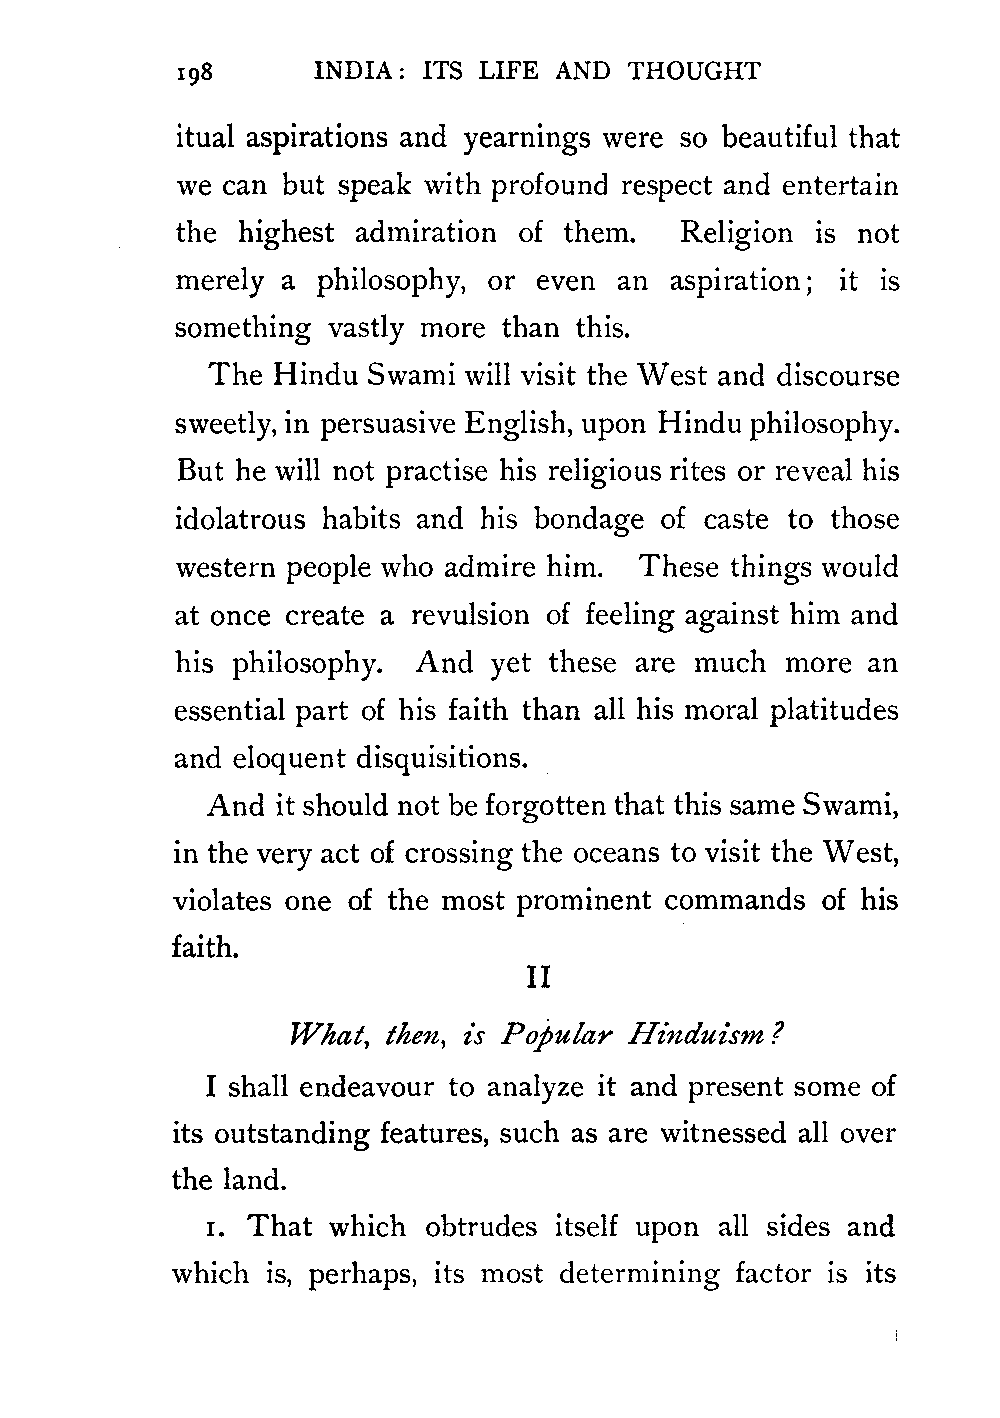 198 INDIA: ITS LIFE AND THOUGHT
itual aspirations and yearnings were so beautiful that
we can but speak with profound respect and entertain
the highest admiration of them. Religion is not
merely a philosophy, or even an aspiration; it is
something vastly more than this.
The Hindu Swami will visit the West and discourse
sweetly, in persuasive English, upon Hindu philosophy.
But he will not practise his religious rites or reveal his
idolatrous habits and his bondage of caste to those
western people who admire him. These things would
at once create a revulsion of feeling against him and
his philosophy. And yet these are much more an
essential part of his faith than all his moral platitudes
and eloquent disquisitions.
And it should not be forgotten that this same Swami,
in the very act of crossing the oceans to visit the West,
violates one of the most prominent commands of his
faith.
II
What, then, is Popular Hinduism?
I shall endeavour to analyze it and present some of
its outstanding features, such as are witnessed all over
the land.
1. That which obtrudes itself upon all sides and
which is, perhaps, its most determining factor is its